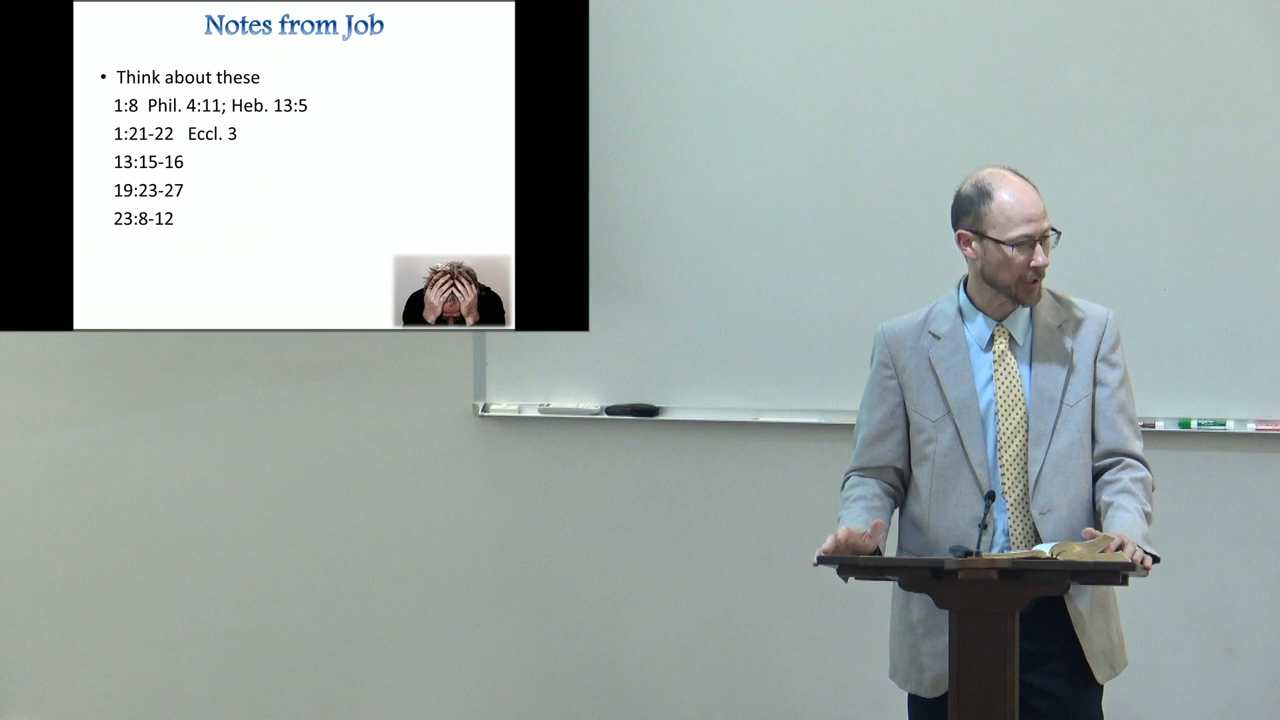 Notes from Job
• Think about these
1:8 Phil. 4:11; Heb. 13:5
1:21-22 Eccl. 3
13:15-16
19:23-27
23:8-12